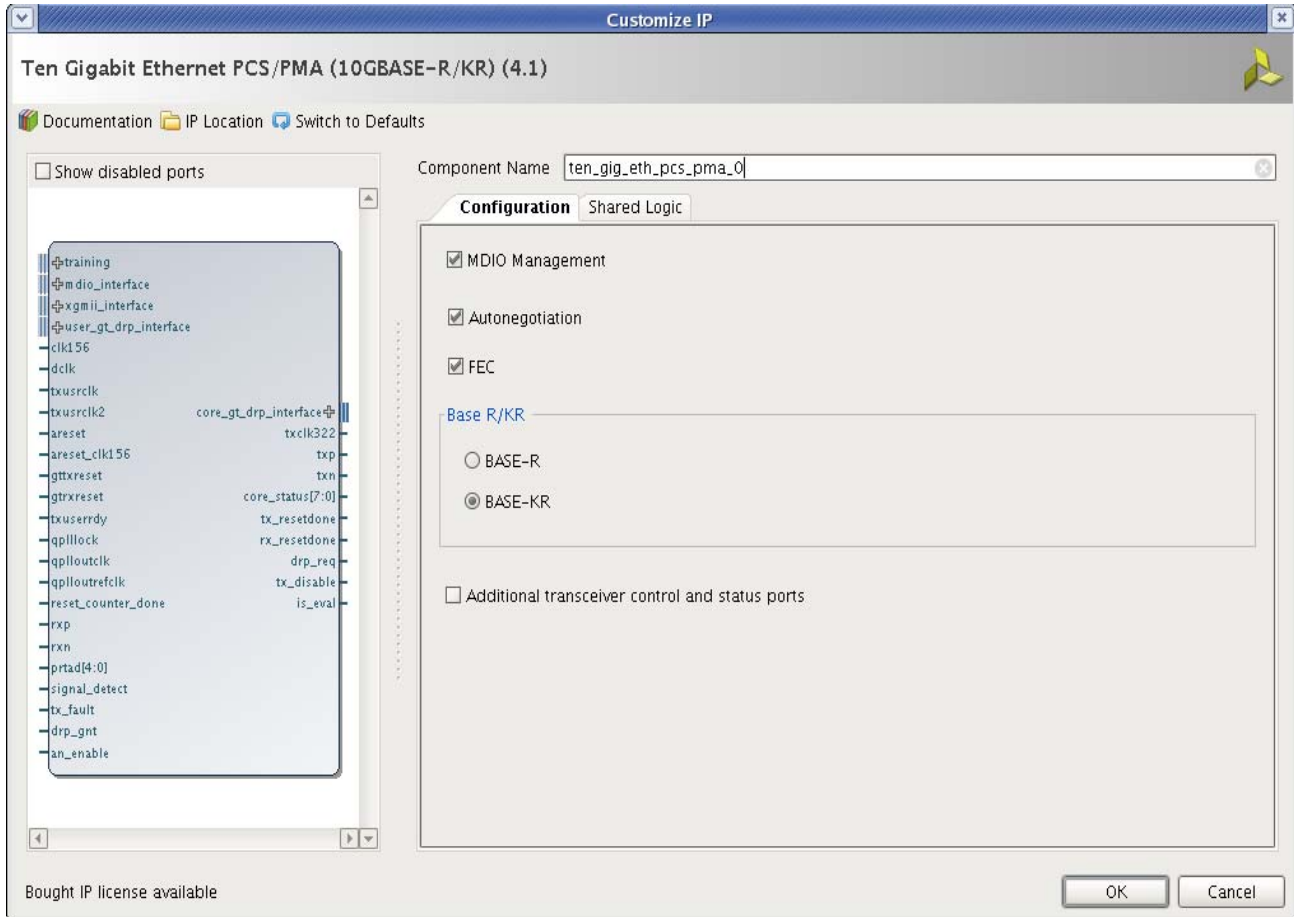 Customize IP
Ten Gigabit Ethernet PCS/PMA (10GBASE-R/KR) (4.1)
Documentation IP Location Switch to Defaults
Show disabled ports
training
mdio_interface
xgmii_interface
user_gt_drp_interface
clk156
dclk
txusrclk
txusrclk2
areset
areset_clk156
gttxreset
gtrxreset
txuserrdy
qplllock
qplloutclk
qplloutrefclk
reset_counter_done
rxp
rxn
prtad[4:0]
signal_detect
tx_fault
drp_gnt
an_enable
core_gt_drp_interface
txclk322
txp
txn
core_status[7:0]
tx_resetdone
rx_resetdone
drp_req
tx_disable
is_eval
Component Name ten_gig_eth_pcs_pma_0
Configuration Shared Logic
MDIO Management
Autonegotiation
FEC
Base R/KR
BASE-R
BASE-KR
Additional transceiver control and status ports
Bought IP license available
OK Cancel